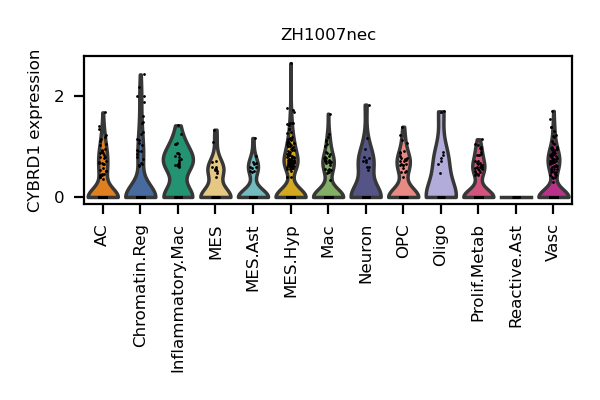 ZH1007nec
CYBRD1 expression
2
0
AC
Chromatin.Reg
Inflammatory.Mac
MES
MES.Ast
MES.Hyp
Mac
Neuron
OPC
Oligo
Prolif.Metab
Reactive.Ast
Vasc